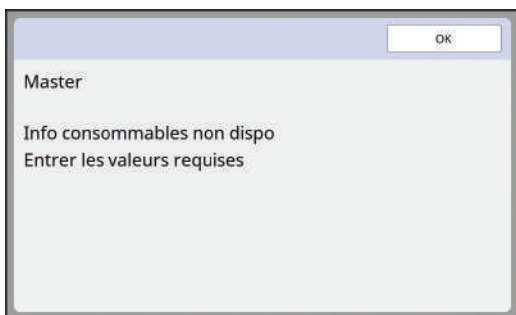 OK
Master
Info consommables non dispo
Entrer les valeurs requises